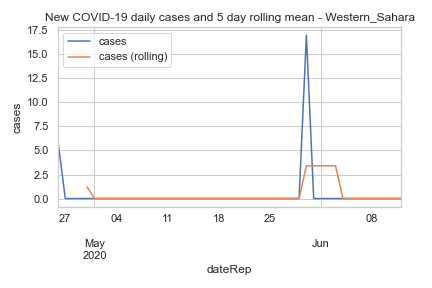 New COVID-19 daily cases and 5 day rolling mean - Western_Sahara
cases
cases (rolling)
cases
17.5
15.0
12.5
10.0
7.5
5.0
2.5
0.0
27 04 11 18 25 08
May Jun
2020
dateRep